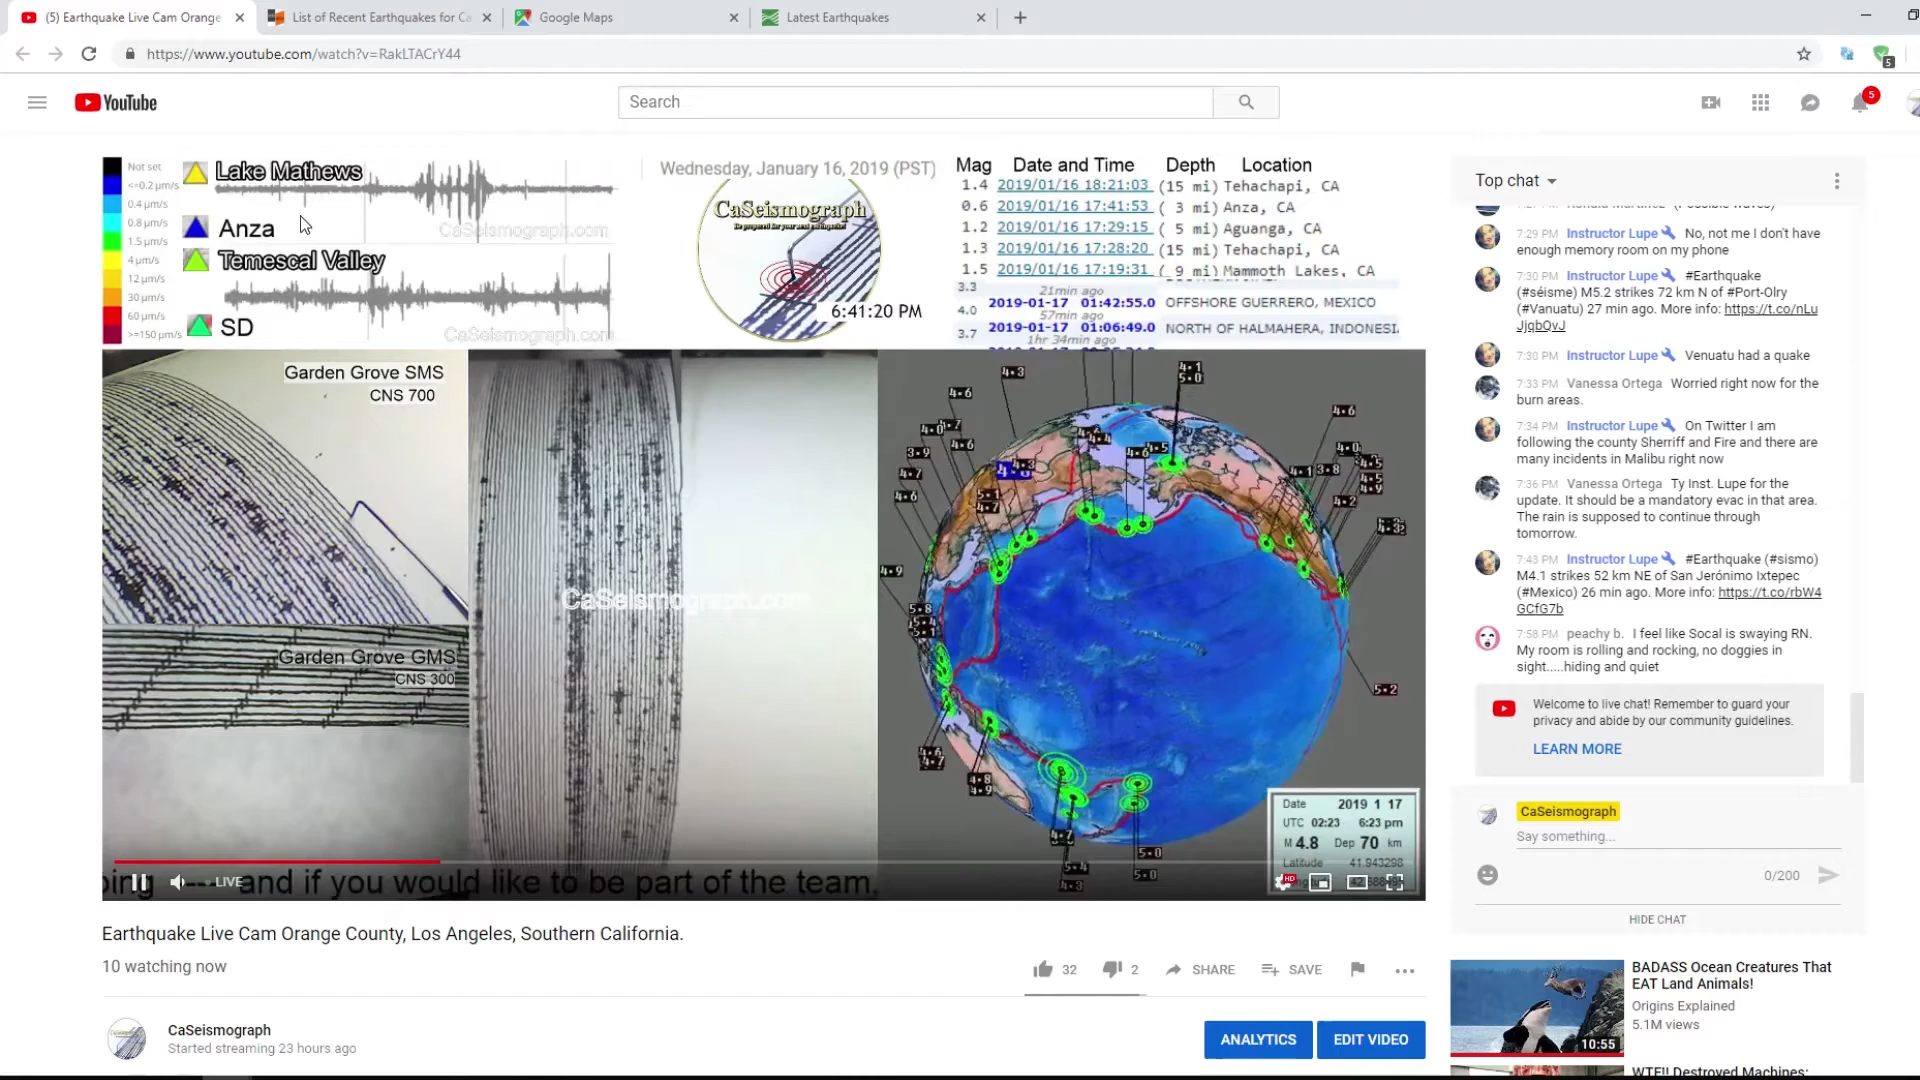 (5) Earthquake Live Cam Orange
List of Recent Earthquakes for Ca
Google Maps
Latest Earthquakes
https://www.youtube.com/watch?v=RakLTACrY44
5
YouTube
Search
5
Not set
<=0.2 µm/s
0.4 µm/s
0.8 µm/s
1.5 µm/s
4 µm/s
12 µm/s
30 µm/s
60 µm/s
>=150 µm/s
Lake Mathews
Anza
CaSeismograph.com
Temescal Valley
SD
CaSeismograph.com
Wednesday, January 16, 2019 (PST)
CaSeismograph
Be prepared for your next earthquake!
6:41:20 PM
Mag Date and Time Depth Location
1.4 2019/01/16 18:21:03 (15 mi) Tehachapi, CA
0.6 2019/01/16 17:41:53 ( 3 mi) Anza, CA
1.2 2019/01/16 17:29:15 ( 5 mi) Aguanga, CA
1.3 2019/01/16 17:28:20 (15 mi) Tehachapi, CA
1.5 2019/01/16 17:19:31 ( 9 mi) Mammoth Lakes, CA
3.3
21min ago
4.0 2019-01-17 01:42:55.0 OFFSHORE GUERRERO, MEXICO
57min ago
3.7 2019-01-17 01:06:49.0 NORTH OF HALMAHERA, INDONESI
1hr 34min ago
Garden Grove SMS
CNS 700
Garden Grove GMS
CNS 300
CaSeismograph.com
Date 2019 1 17
UTC 02:23 6:23 pm
M 4.8 Dep 70 km
Latitude 41.943298
LIVE
and if you would like to be part of the team,
HD
Earthquake Live Cam Orange County, Los Angeles, Southern California.
10 watching now
32
2
SHARE
SAVE
CaSeismograph
Started streaming 23 hours ago
ANALYTICS
EDIT VIDEO
Top chat
7:29 PM Instructor Lupe No, not me I don't have
enough memory room on my phone
7:30 PM Instructor Lupe #Earthquake
(#séisme) M5.2 strikes 72 km N of #Port-Olry
(#Vanuatu) 27 min ago. More info: https://t.co/nLu
JjqbQvJ
7:30 PM Instructor Lupe Venuatu had a quake
7:33 PM Vanessa Ortega Worried right now for the
burn areas.
7:34 PM Instructor Lupe On Twitter I am
following the county Sherriff and Fire and there are
many incidents in Malibu right now
7:36 PM Vanessa Ortega Ty Inst. Lupe for the
update. It should be a mandatory evac in that area.
The rain is supposed to continue through
tomorrow.
7:43 PM Instructor Lupe #Earthquake (#sismo)
M4.1 strikes 52 km NE of San Jerónimo Ixtepec
(#Mexico) 26 min ago. More info: https://t.co/rbW4
GCfG7b
7:58 PM peachy b. I feel like Socal is swaying RN.
My room is rolling and rocking, no doggies in
sight.....hiding and quiet
Welcome to live chat! Remember to guard your
privacy and abide by our community guidelines.
LEARN MORE
CaSeismograph
Say something...
0/200
HIDE CHAT
BADASS Ocean Creatures That
EAT Land Animals!
Origins Explained
5.1M views
10:55
WTF!! Destroyed Machines: